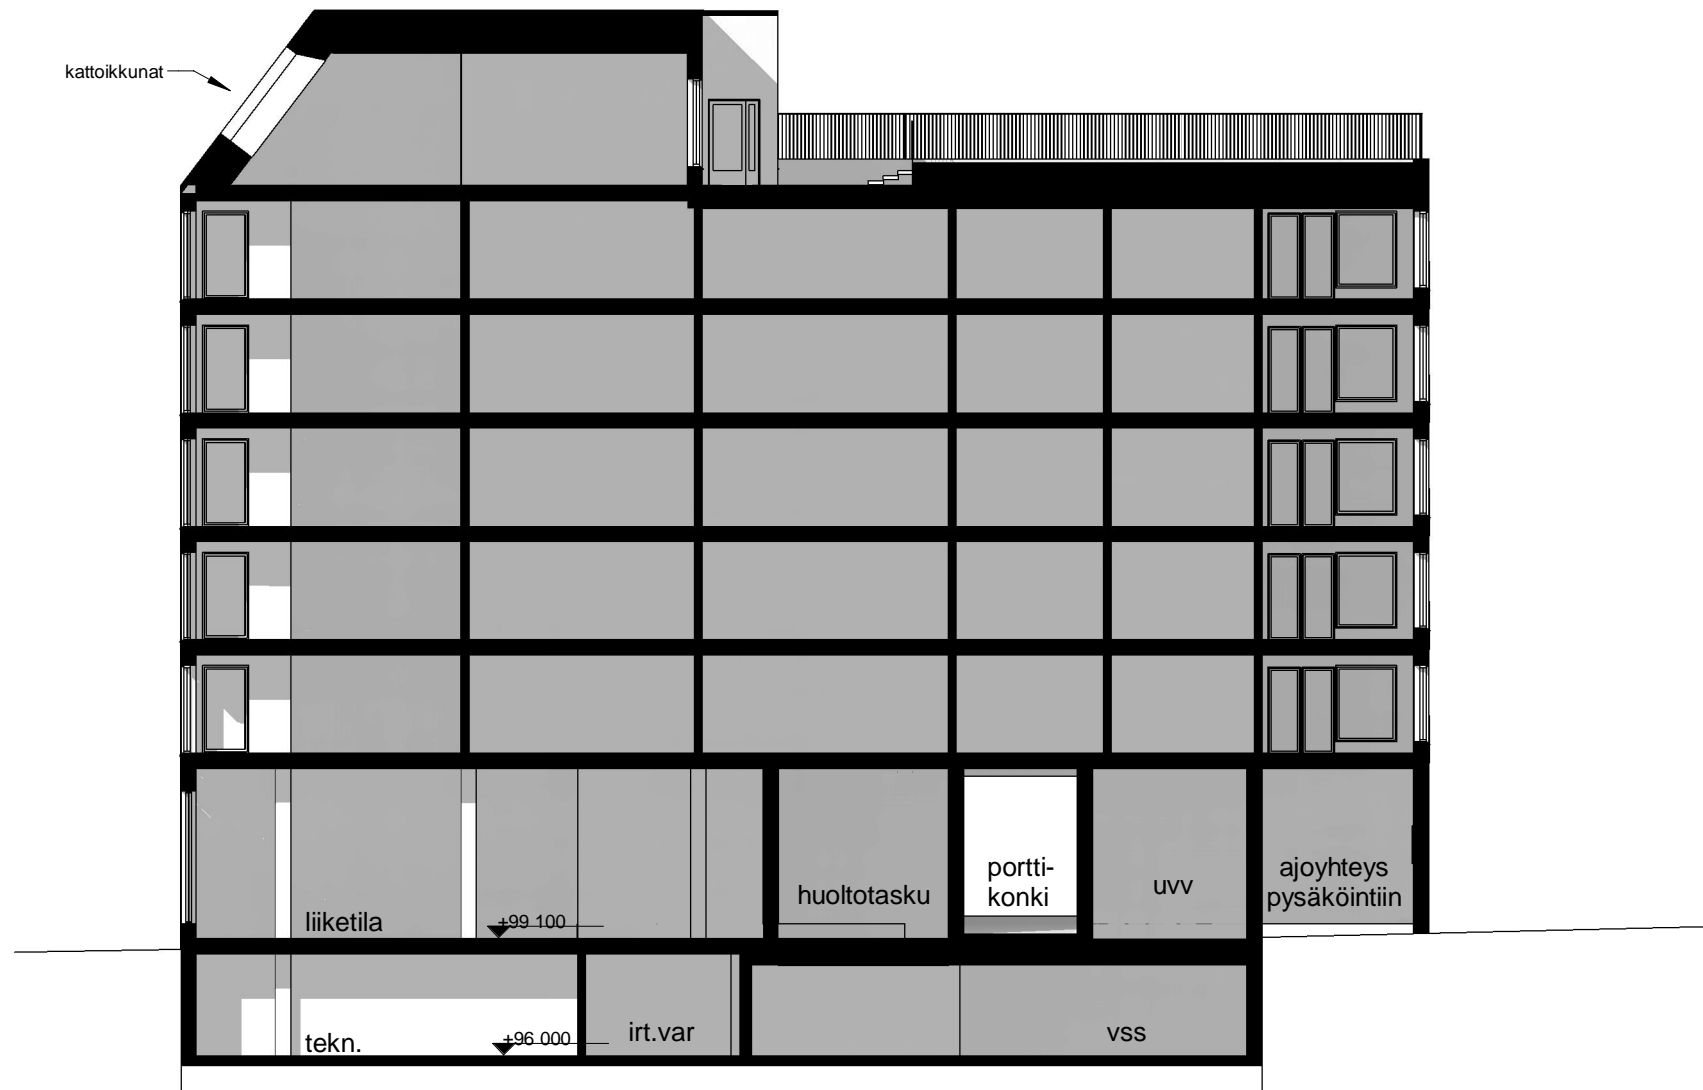 kattoikkunat
liiketila
+99 100
huoltotasku
portti-
konki
uvv
ajoyhteys
pysäköintiin
tekn.
+96 000
irt.var
vss